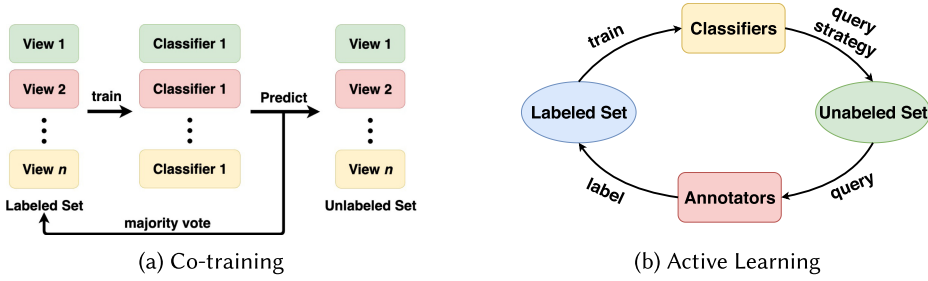 View 1
Classifier 1
View 1
View 2
train
Classifier 1
Predict
View 2
View n
Classifier 1
View n
Labeled Set
Unlabeled Set
majority vote
(a) Co-training
Classifiers
train
query
strategy
Labeled Set
Unabeled Set
label
Annotators
query
(b) Active Learning